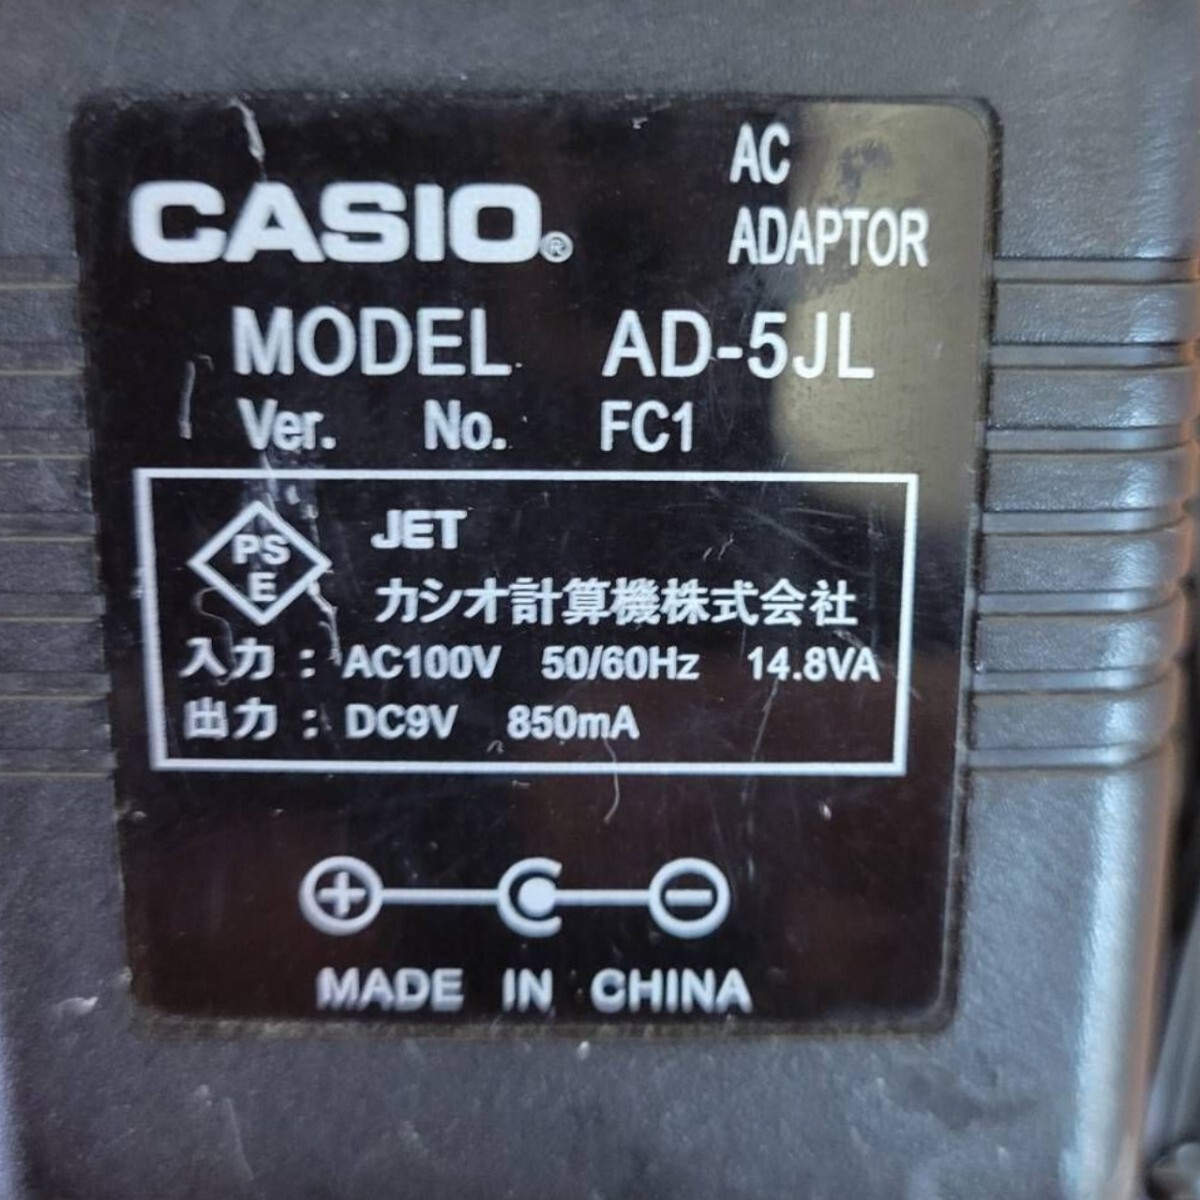 AC
CASIO® ADAPTOR
MODEL AD-5JL
Ver. No. FC1
PS
E
JET
カシオ計算機株式会社
入力 : AC100V 50/60Hz 14.8VA
出力 : DC9V 850mA
MADE IN CHINA